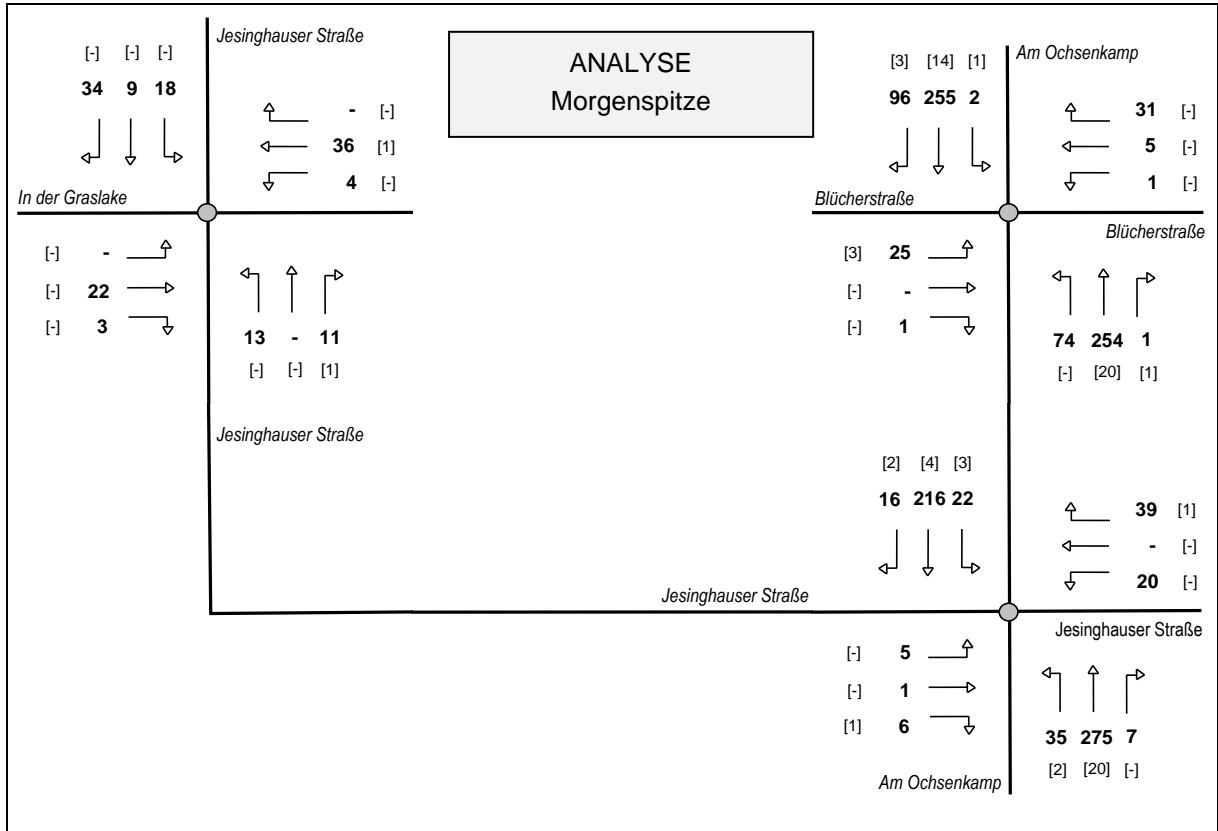 ANALYSE
Morgenspitze
Jesinghauser Straße
[-] [-] [-]
34 9 18
- [-]
36 [1]
4 [-]
In der Graslake
[-] -
[-] 22
[-] 3
13 - 11
[-] [-] [1]
Jesinghauser Straße
Am Ochsenkamp
[3] [14] [1]
96 255 2
31 [-]
5 [-]
1 [-]
Blücherstraße
Blücherstraße
[3] 25
[-] -
[-] 1
74 254 1
[-] [20] [1]
[2] [4] [3]
16 216 22
39 [1]
- [-]
20 [-]
Jesinghauser Straße
Jesinghauser Straße
[-] 5
[-] 1
[1] 6
35 275 7
[2] [20] [-]
Am Ochsenkamp